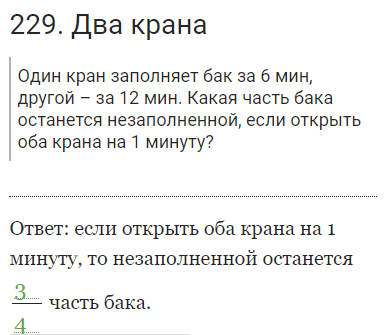 229. Два крана
Один кран заполняет бак за 6 мин,
другой – за 12 мин. Какая часть бака
останется незаполненной, если открыть
оба крана на 1 минуту?
Ответ: если открыть оба крана на 1
минуту, то незаполненной останется
3
часть бака.
4